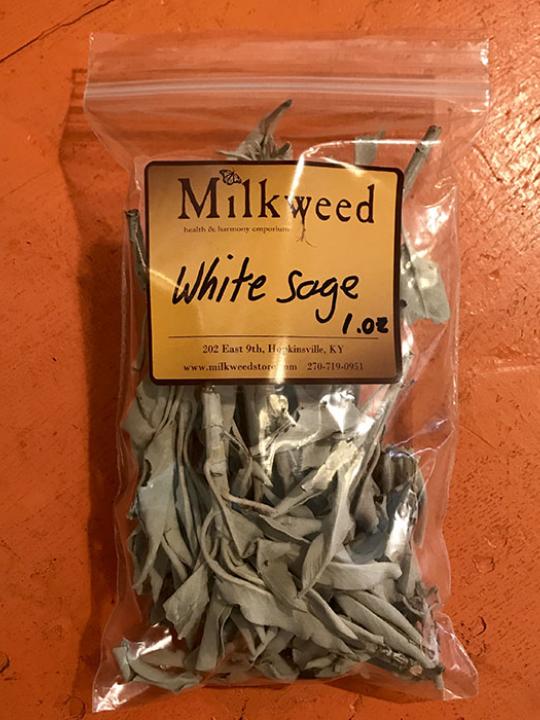 Milkweed
health & harmony emporium
White Sage
1.oz
202 East 9th, Hopkinsville, KY
www.milkweedstore.com 270-719-0951